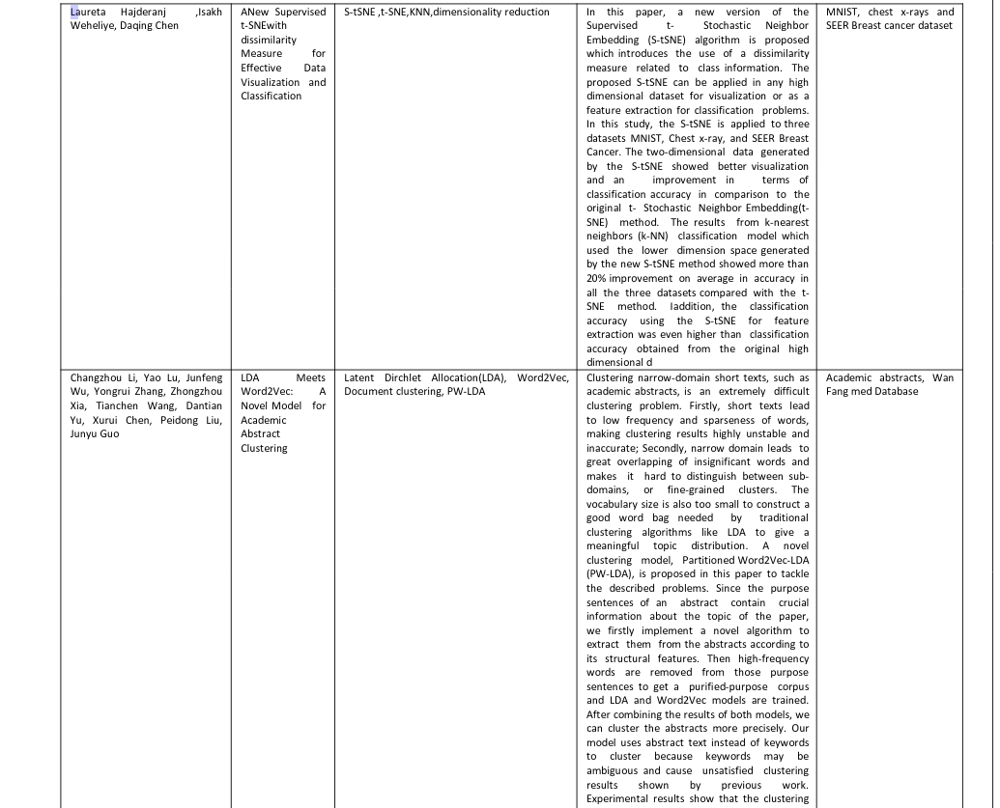 Laureta Hajderanj ,Isakh
Weheliye, Daqing Chen
ANew Supervised
t-SNEwith
dissimilarity
Measure for
Effective Data
Visualization and
Classification
S-tSNE ,t-SNE,KNN,dimensionality reduction
In this paper, a new version of the
Supervised t- Stochastic Neighbor
Embedding (S-tSNE) algorithm is proposed
which introduces the use of a dissimilarity
measure related to class information. The
proposed S-tSNE can be applied in any high
dimensional dataset for visualization or as a
feature extraction for classification problems.
In this study, the S-tSNE is applied to three
datasets MNIST, Chest x-ray, and SEER Breast
Cancer. The two-dimensional data generated
by the S-tSNE showed better visualization
and an improvement in terms of
classification accuracy in comparison to the
original t- Stochastic Neighbor Embedding(t-
SNE) method. The results from k-nearest
neighbors (k-NN) classification model which
used the lower dimension space generated
by the new S-tSNE method showed more than
20% improvement on average in accuracy in
all the three datasets compared with the t-
SNE method. Iaddition, the classification
accuracy using the S-tSNE for feature
extraction was even higher than classification
accuracy obtained from the original high
dimensional d
MNIST, chest x-rays and
SEER Breast cancer dataset
Changzhou Li, Yao Lu, Junfeng
Wu, Yongrui Zhang, Zhongzhou
Xia, Tianchen Wang, Dantian
Yu, Xurui Chen, Peidong Liu,
Junyu Guo
LDA Meets
Word2Vec: A
Novel Model for
Academic
Abstract
Clustering
Latent Dirchlet Allocation(LDA), Word2Vec,
Document clustering, PW-LDA
Clustering narrow-domain short texts, such as
academic abstracts, is an extremely difficult
clustering problem. Firstly, short texts lead
to low frequency and sparseness of words,
making clustering results highly unstable and
inaccurate; Secondly, narrow domain leads to
great overlapping of insignificant words and
makes it hard to distinguish between sub-
domains, or fine-grained clusters. The
vocabulary size is also too small to construct a
good word bag needed by traditional
clustering algorithms like LDA to give a
meaningful topic distribution. A novel
clustering model, Partitioned Word2Vec-LDA
(PW-LDA), is proposed in this paper to tackle
the described problems. Since the purpose
sentences of an abstract contain crucial
information about the topic of the paper,
we firstly implement a novel algorithm to
extract them from the abstracts according to
its structural features. Then high-frequency
words are removed from those purpose
sentences to get a purified-purpose corpus
and LDA and Word2Vec models are trained.
After combining the results of both models, we
can cluster the abstracts more precisely. Our
model uses abstract text instead of keywords
to cluster because keywords may be
ambiguous and cause unsatisfied clustering
results shown by previous work.
Experimental results show that the clustering
Academic abstracts, Wan
Fang med Database